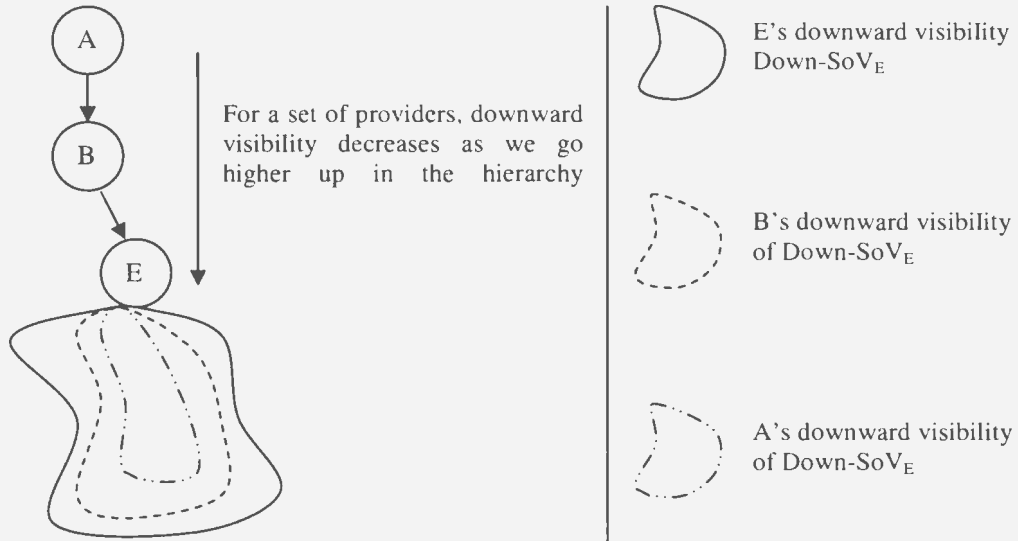 A
B
E
For a set of providers, downward
visibility decreases as we go
higher up in the hierarchy
E's downward visibility
Down-SoV_E
B's downward visibility
of Down-SoV_E
A's downward visibility
of Down-SoV_E